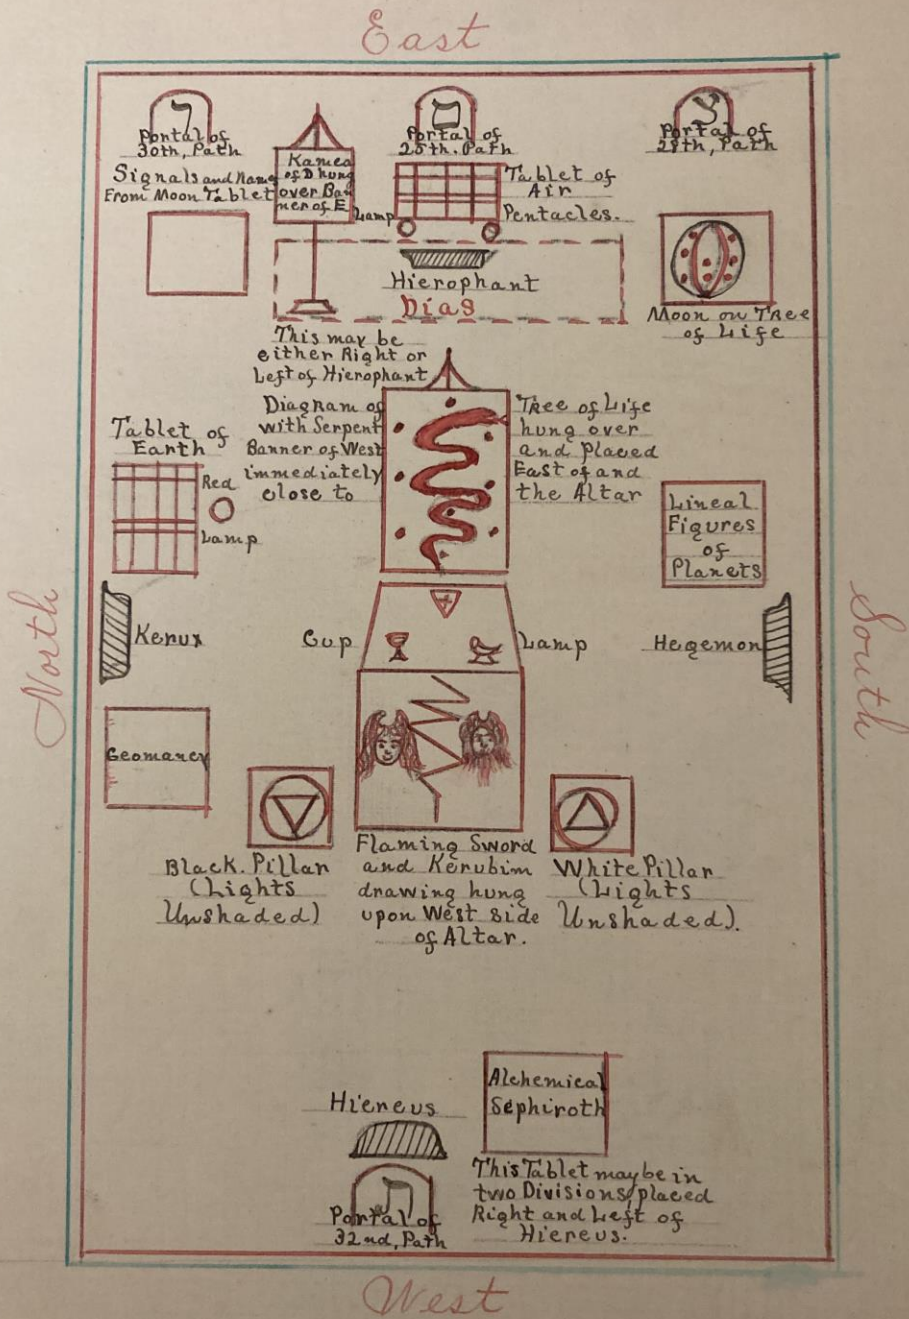 East
ר
Portal of
30th, Path
ס
Portal of
25th. Path
צ
Portal of
28th, Path
Signals and Name
From Moon Tablet
Kamea
of D hung
over Ban
ner of E
Lamp
Tablet of
Air
Pentacles.
Hierophant
Dias
Moon on Tree
of Life
This may be
either Right or
Left of Hierophant
Diagram of
with Serpent
Banner of West
immediately
close to
Tree of Life
hung over
and placed
East of and
the Altar
Tablet of
Earth
Red
Lamp
Lineal
Figures
of
Planets
North
South
Kerux
Cup
Lamp
Hegemon
Geomancy
Black. Pillar
(Lights
Unshaded)
Flaming Sword
and Kerubim
drawing hung
upon West side
of Altar.
White Pillar
(Lights
Unshaded).
Hiereus
Alchemical
Sephiroth
ת
Portal of
32nd, Path
This Tablet may be in
two Divisions, placed
Right and Left of
Hiereus.
West